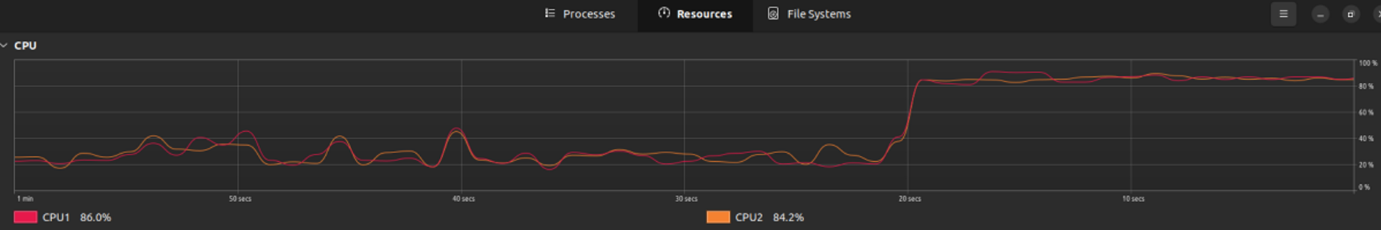 Processes Resources File Systems
CPU
100 %
80 %
60 %
40 %
20 %
0 %
1 min 50 secs 40 secs 30 secs 20 secs 10 secs
CPU1 86.0% CPU2 84.2%